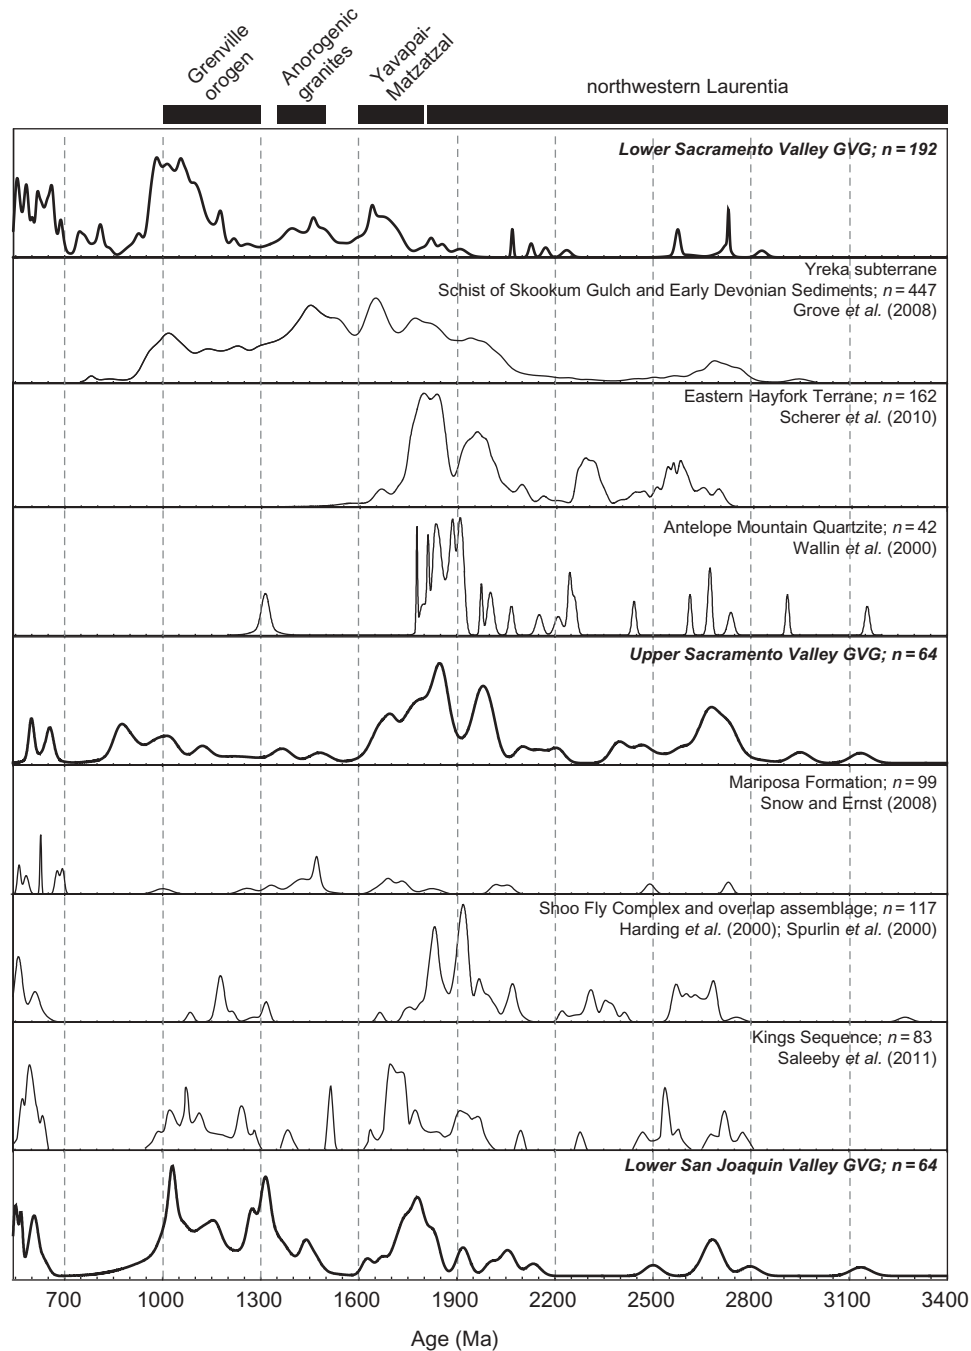 Grenville
orogen
Anorogenic
granites
Yavapai-
Matzatzal
northwestern Laurentia
Lower Sacramento Valley GVG; n = 192
Yreka subterrane
Schist of Skookum Gulch and Early Devonian Sediments; n = 447
Grove et al. (2008)
Eastern Hayfork Terrane; n = 162
Scherer et al. (2010)
Antelope Mountain Quartzite; n = 42
Wallin et al. (2000)
Upper Sacramento Valley GVG; n = 64
Mariposa Formation; n = 99
Snow and Ernst (2008)
Shoo Fly Complex and overlap assemblage; n = 117
Harding et al. (2000); Spurlin et al. (2000)
Kings Sequence; n = 83
Saleeby et al. (2011)
Lower San Joaquin Valley GVG; n = 64
700 1000 1300 1600 1900 2200 2500 2800 3100 3400
Age (Ma)